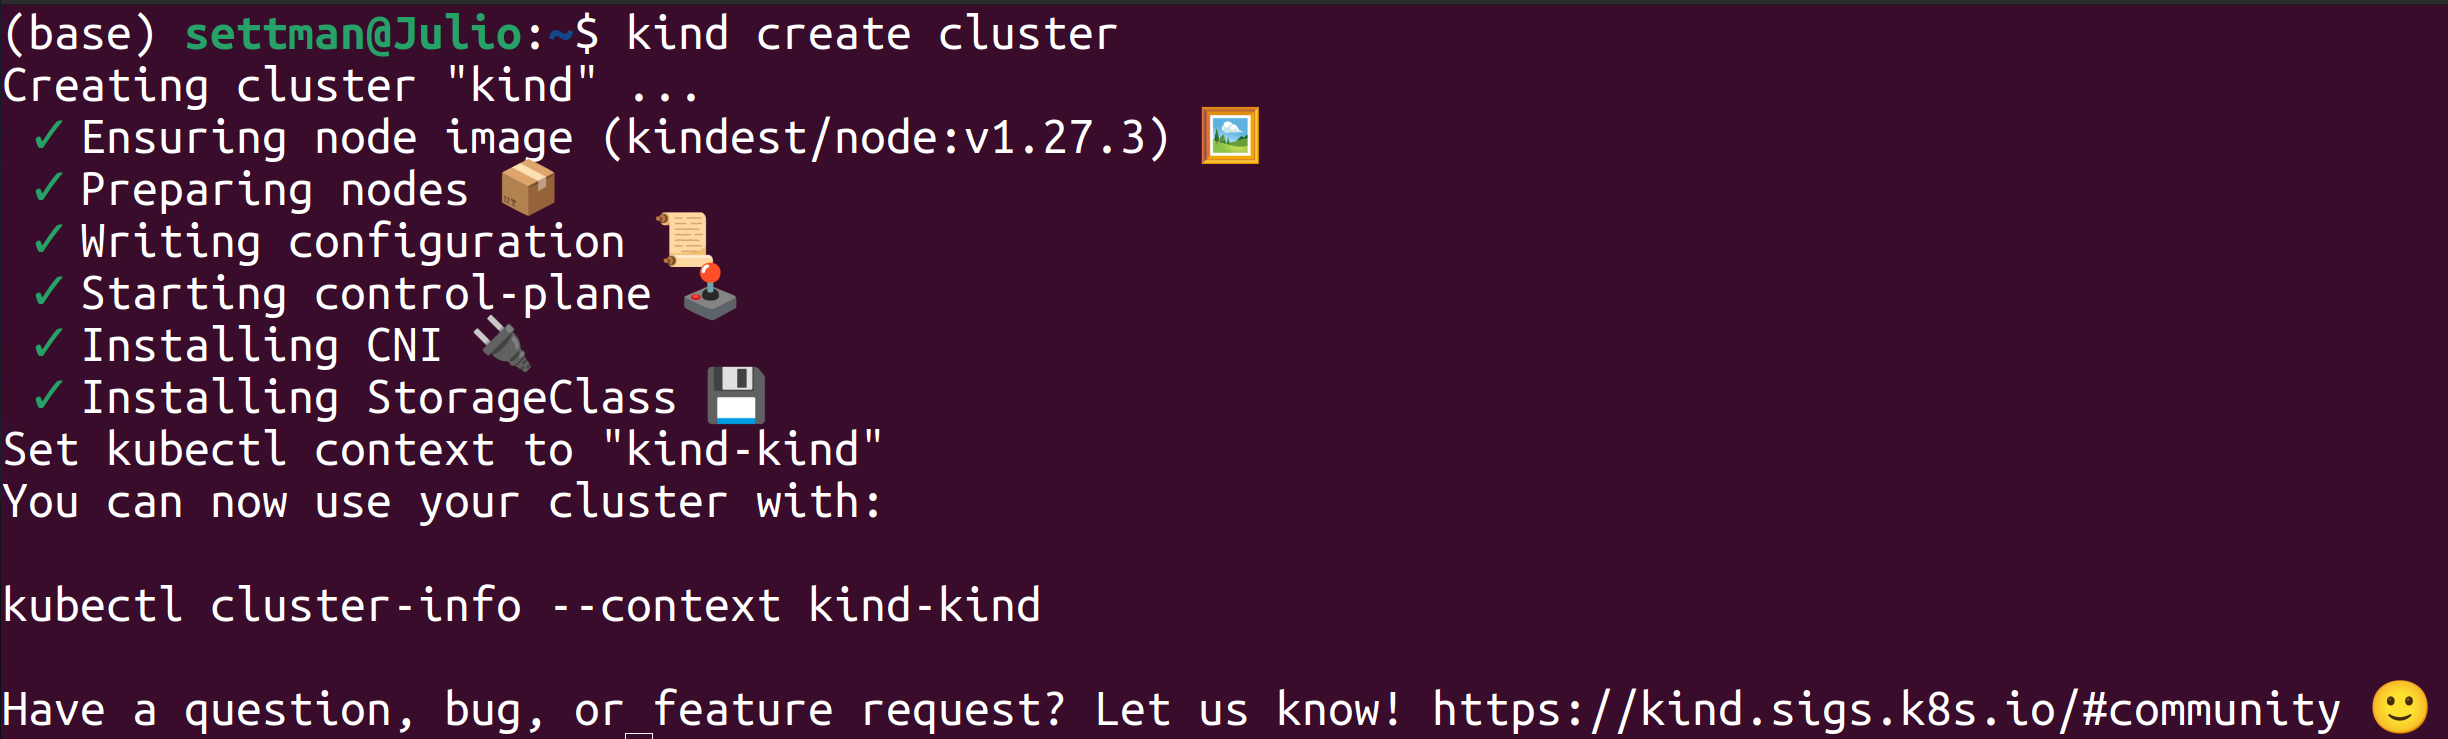 (base) settman@Julio:~$ kind create cluster
Creating cluster "kind" ...
✓ Ensuring node image (kindest/node:v1.27.3) 🖼
✓ Preparing nodes 📦
✓ Writing configuration 📜
✓ Starting control-plane 🕹️
✓ Installing CNI 🔌
✓ Installing StorageClass 💾
Set kubectl context to "kind-kind"
You can now use your cluster with:

kubectl cluster-info --context kind-kind

Have a question, bug, or feature request? Let us know! https://kind.sigs.k8s.io/#community 🙂